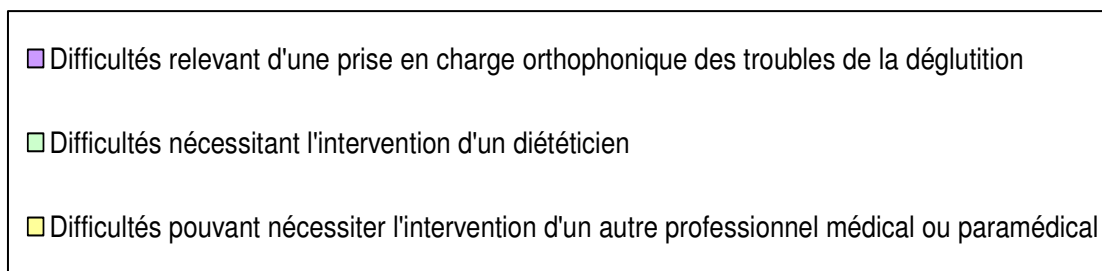 Difficultés relevant d'une prise en charge orthophonique des troubles de la déglutition
Difficultés nécessitant l'intervention d'un diététicien
Difficultés pouvant nécessiter l'intervention d'un autre professionnel médical ou paramédical